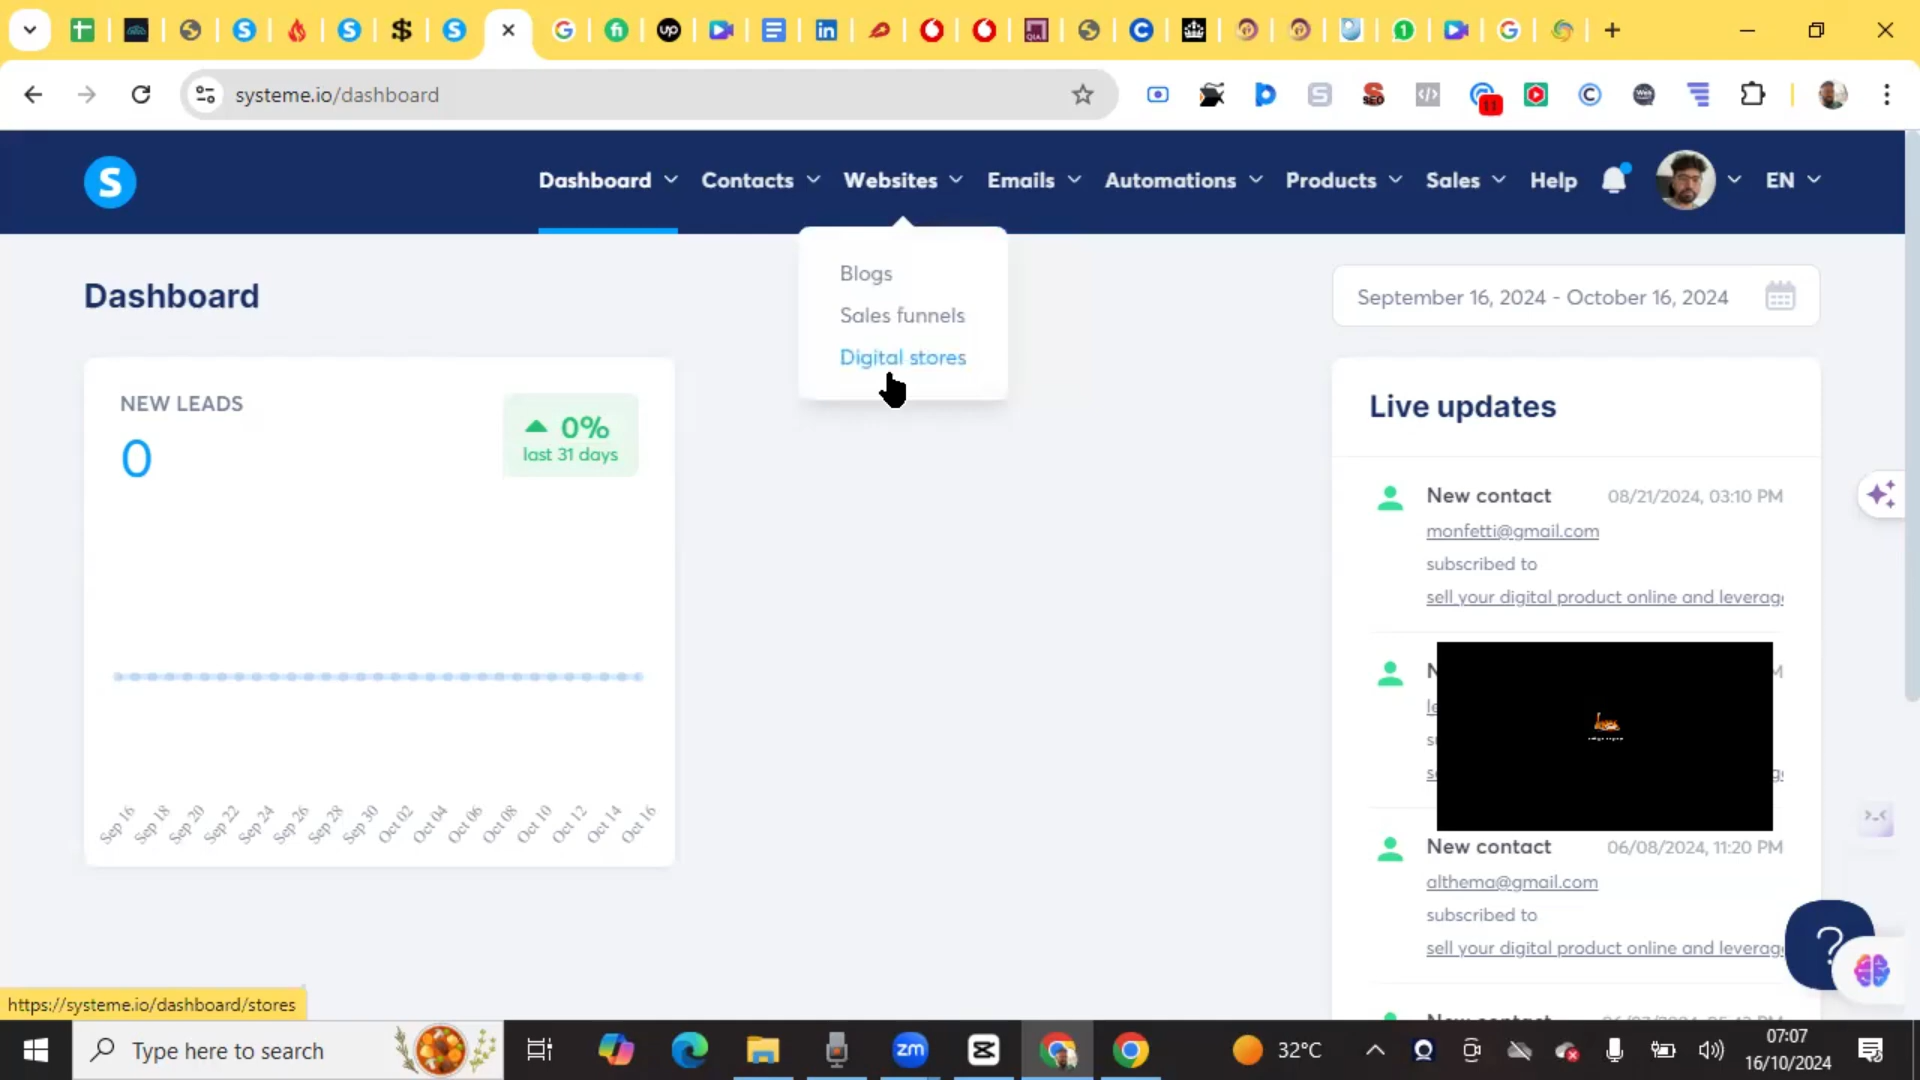 systeme.io/dashboard
11
S
Dashboard
Contacts
Websites
Emails
Automations
Products
Sales
Help
EN
Blogs
Sales funnels
Digital stores
Dashboard
September 16, 2024 - October 16, 2024
NEW LEADS
0
0%
last 31 days
Sep 16
Sep 18
Sep 20
Sep 22
Sep 24
Sep 26
Sep 28
Sep 30
Oct 02
Oct 04
Oct 06
Oct 08
Oct 10
Oct 12
Oct 14
Oct 16
Live updates
New contact
08/21/2024, 03:10 PM
monfetti@gmail.com
subscribed to
sell your digital product online and leverage
New contact
06/08/2024, 11:20 PM
althema@gmail.com
subscribed to
sell your digital product online and leverage
?
https://systeme.io/dashboard/stores
Type here to search
zm
32°C
07:07
16/10/2024